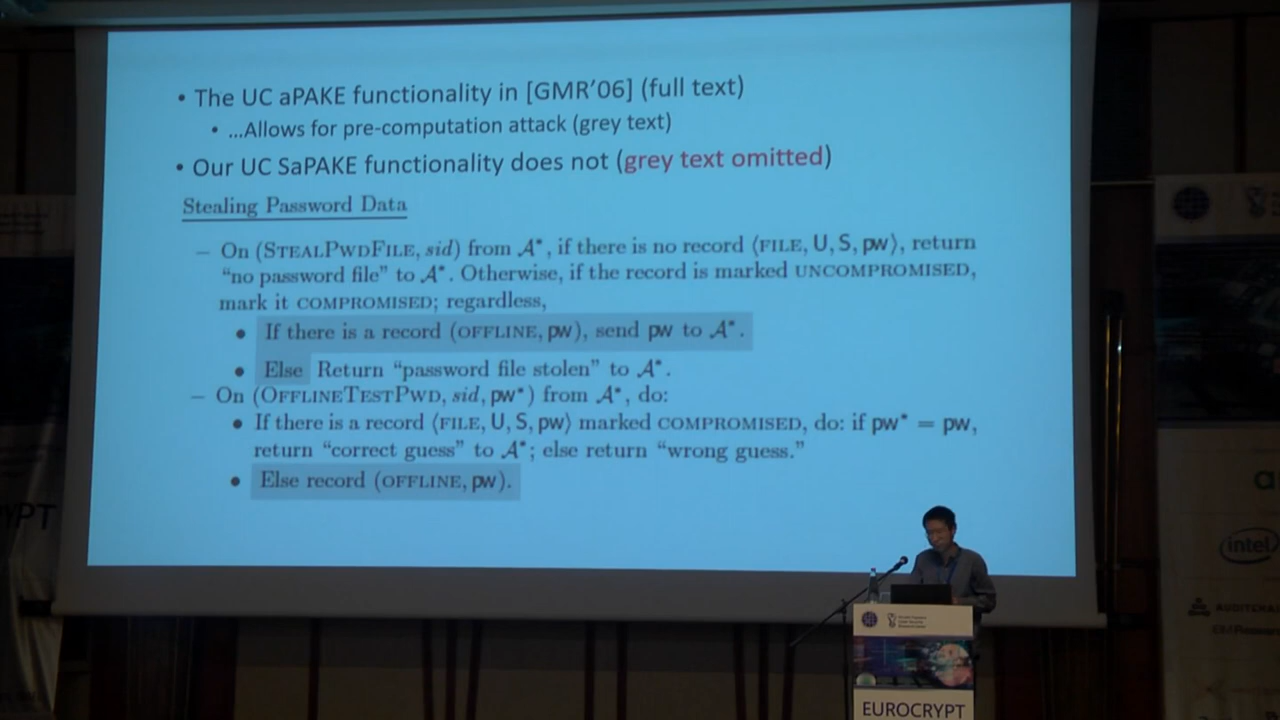 • The UC aPAKE functionality in [GMR'06] (full text)
• ...Allows for pre-computation attack (grey text)
• Our UC SaPAKE functionality does not (grey text omitted)
Stealing Password Data
– On (STEALPWDFILE, sid) from 𝒜*, if there is no record ⟨FILE, U, S, pw⟩, return
"no password file" to 𝒜*. Otherwise, if the record is marked UNCOMPROMISED,
mark it COMPROMISED; regardless,
• If there is a record (OFFLINE, pw), send pw to 𝒜*.
• Else Return "password file stolen" to 𝒜*.
– On (OFFLINETESTPWD, sid, pw*) from 𝒜*, do:
• If there is a record ⟨FILE, U, S, pw⟩ marked COMPROMISED, do: if pw* = pw,
return "correct guess" to 𝒜*; else return "wrong guess."
• Else record (OFFLINE, pw).
intel
EUROCRYPT